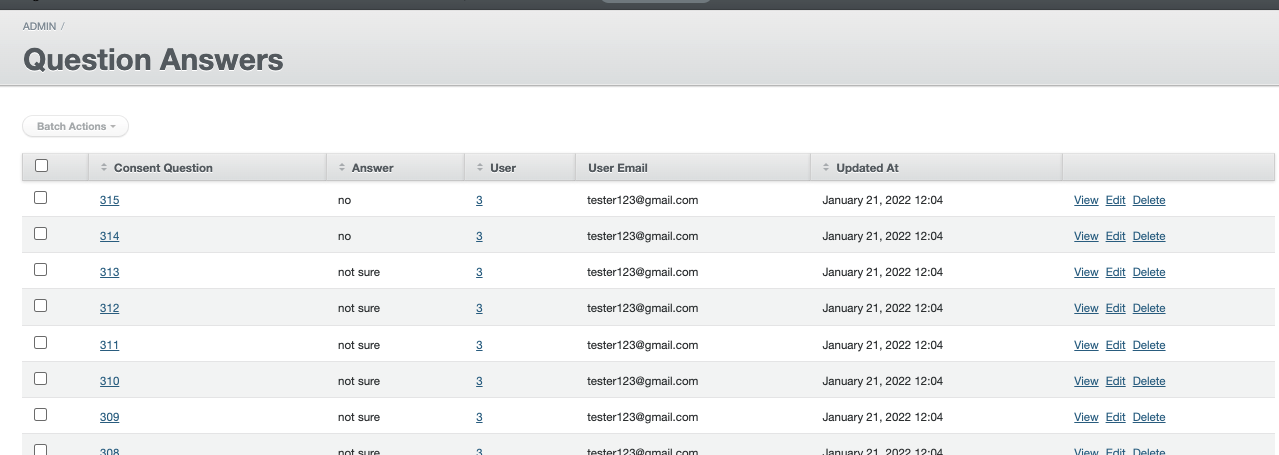 ADMIN /
Question Answers
Batch Actions
Consent Question Answer User User Email Updated At
315 no 3 tester123@gmail.com January 21, 2022 12:04 View Edit Delete
314 no 3 tester123@gmail.com January 21, 2022 12:04 View Edit Delete
313 not sure 3 tester123@gmail.com January 21, 2022 12:04 View Edit Delete
312 not sure 3 tester123@gmail.com January 21, 2022 12:04 View Edit Delete
311 not sure 3 tester123@gmail.com January 21, 2022 12:04 View Edit Delete
310 not sure 3 tester123@gmail.com January 21, 2022 12:04 View Edit Delete
309 not sure 3 tester123@gmail.com January 21, 2022 12:04 View Edit Delete
308 not sure 3 tester123@gmail.com January 21, 2022 12:04 View Edit Delete